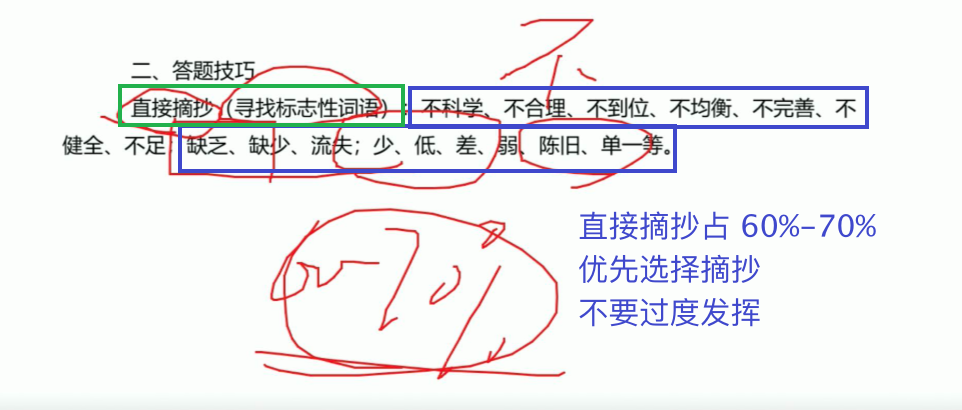 不
二、答题技巧
直接摘抄（寻找标志性词语）：不科学、不合理、不到位、不均衡、不完善、不
健全、不足；缺乏、缺少、流失；少、低、差、弱、陈旧、单一等。
直接摘抄占 60%-70%
优先选择摘抄
不要过度发挥